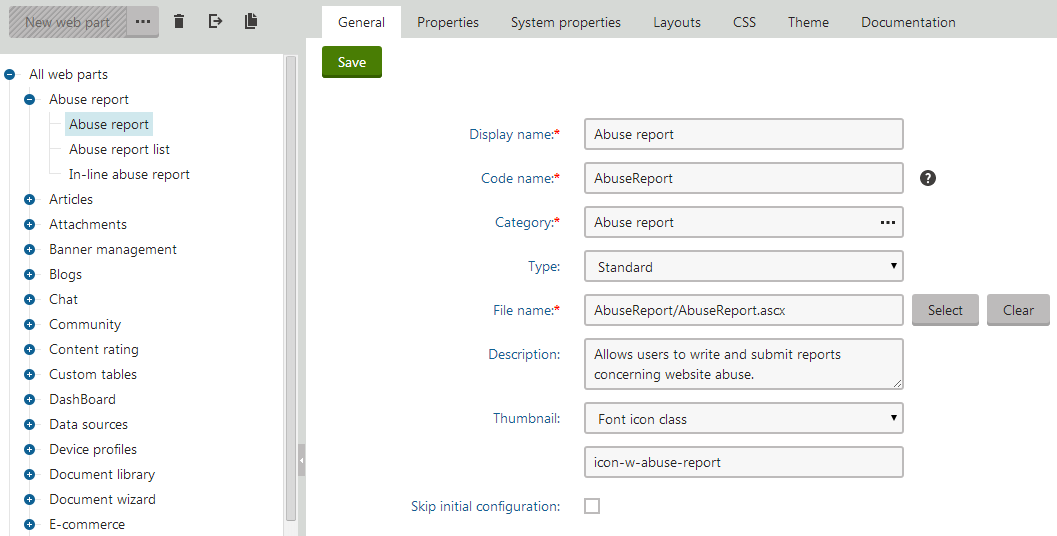 New web part
General
Properties
System properties
Layouts
CSS
Theme
Documentation
All web parts
Abuse report
Abuse report
Abuse report list
In-line abuse report
Articles
Attachments
Banner management
Blogs
Chat
Community
Content rating
Custom tables
DashBoard
Data sources
Device profiles
Document library
Document wizard
E-commerce
Save
Display name:*
Abuse report
Code name:*
AbuseReport
?
Category:*
Abuse report
Type:
Standard
File name:*
AbuseReport/AbuseReport.ascx
Select
Clear
Description:
Allows users to write and submit reports
concerning website abuse.
Thumbnail:
Font icon class
icon-w-abuse-report
Skip initial configuration: